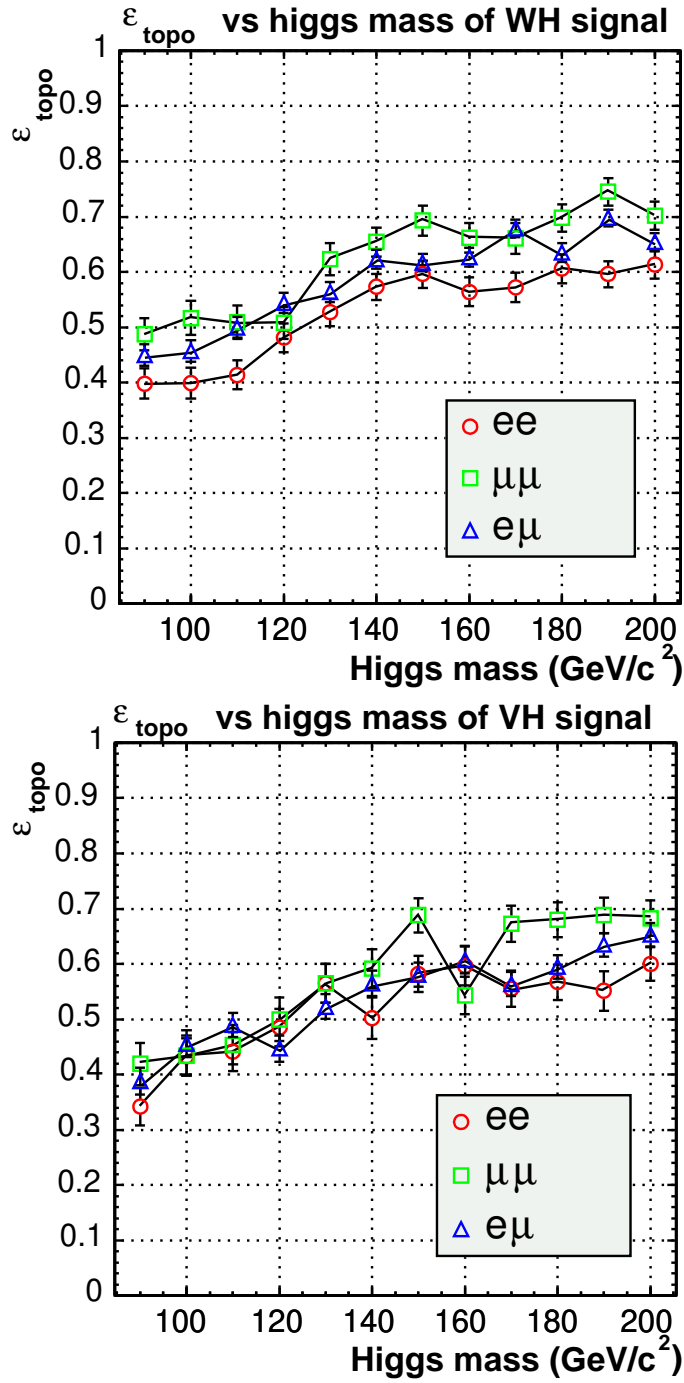 ε topo vs higgs mass of WH signal
ε topo
1
0.9
0.8
0.7
0.6
0.5
0.4
0.3
0.2
0.1
0
ee
μμ
eμ
100 120 140 160 180 200
Higgs mass (GeV/c²)
ε topo vs higgs mass of VH signal
ε topo
1
0.9
0.8
0.7
0.6
0.5
0.4
0.3
0.2
0.1
0
ee
μμ
eμ
100 120 140 160 180 200
Higgs mass (GeV/c²)